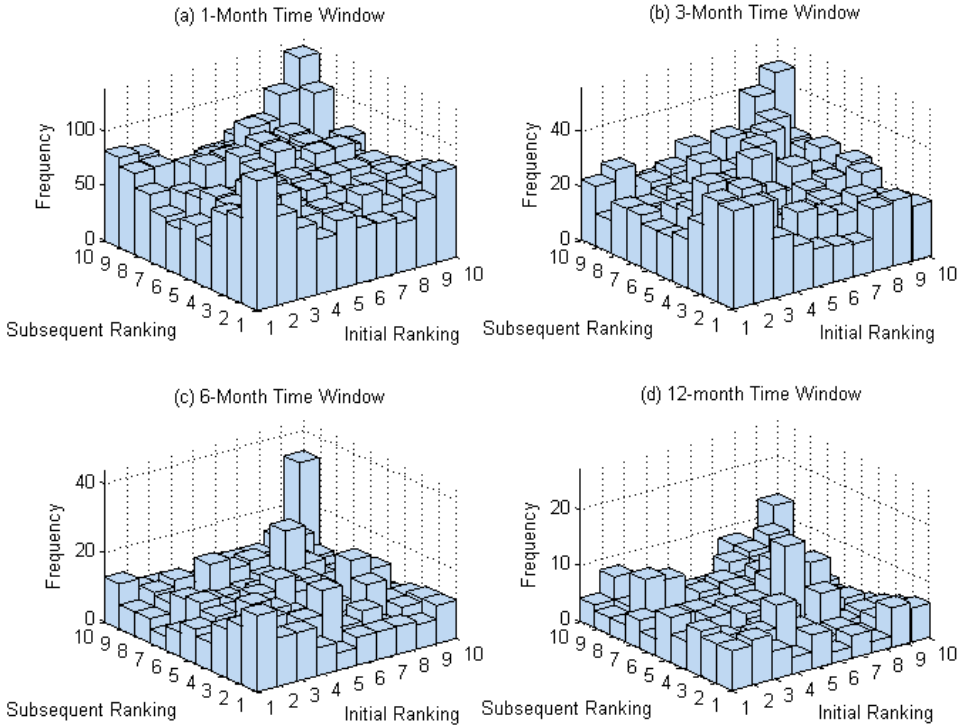 (a) 1-Month Time Window
(b) 3-Month Time Window
Frequency
100
50
0
10 9 8 7 6 5 4 3 2 1
1 2 3 4 5 6 7 8 9 10
Subsequent Ranking
Initial Ranking
Frequency
40
20
0
10 9 8 7 6 5 4 3 2 1
1 2 3 4 5 6 7 8 9 10
Subsequent Ranking
Initial Ranking
(c) 6-Month Time Window
(d) 12-month Time Window
Frequency
40
20
0
10 9 8 7 6 5 4 3 2 1
1 2 3 4 5 6 7 8 9 10
Subsequent Ranking
Initial Ranking
Frequency
20
10
0
10 9 8 7 6 5 4 3 2 1
1 2 3 4 5 6 7 8 9 10
Subsequent Ranking
Initial Ranking